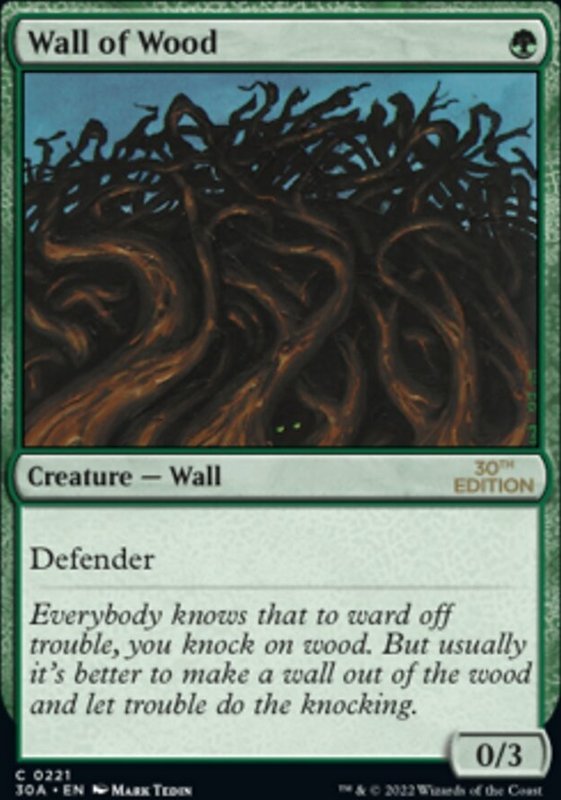 Wall of Wood
Creature — Wall
30TH
EDITION
Defender
Everybody knows that to ward off
trouble, you knock on wood. But usually
it's better to make a wall out of the wood
and let trouble do the knocking.
0/3
C 0221
30A • EN Mark Tedin
™ & © 2022 Wizards of the Coast